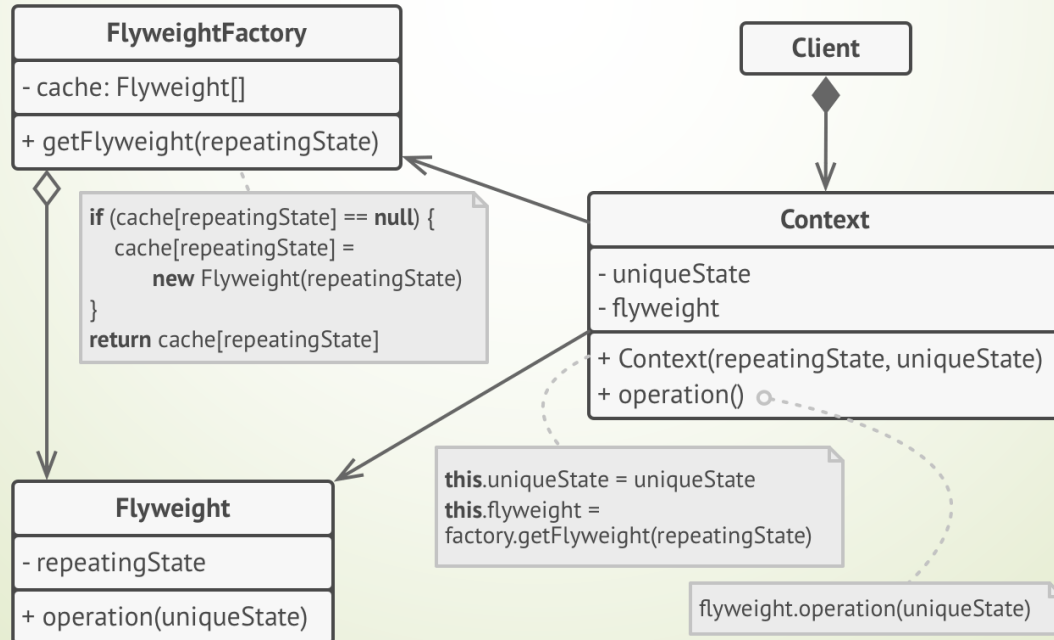 FlyweightFactory
- cache: Flyweight[]
+ getFlyweight(repeatingState)
if (cache[repeatingState] == null) {
cache[repeatingState] =
new Flyweight(repeatingState)
}
return cache[repeatingState]
Client
Context
- uniqueState
- flyweight
+ Context(repeatingState, uniqueState)
+ operation()
this.uniqueState = uniqueState
this.flyweight =
factory.getFlyweight(repeatingState)
flyweight.operation(uniqueState)
Flyweight
- repeatingState
+ operation(uniqueState)